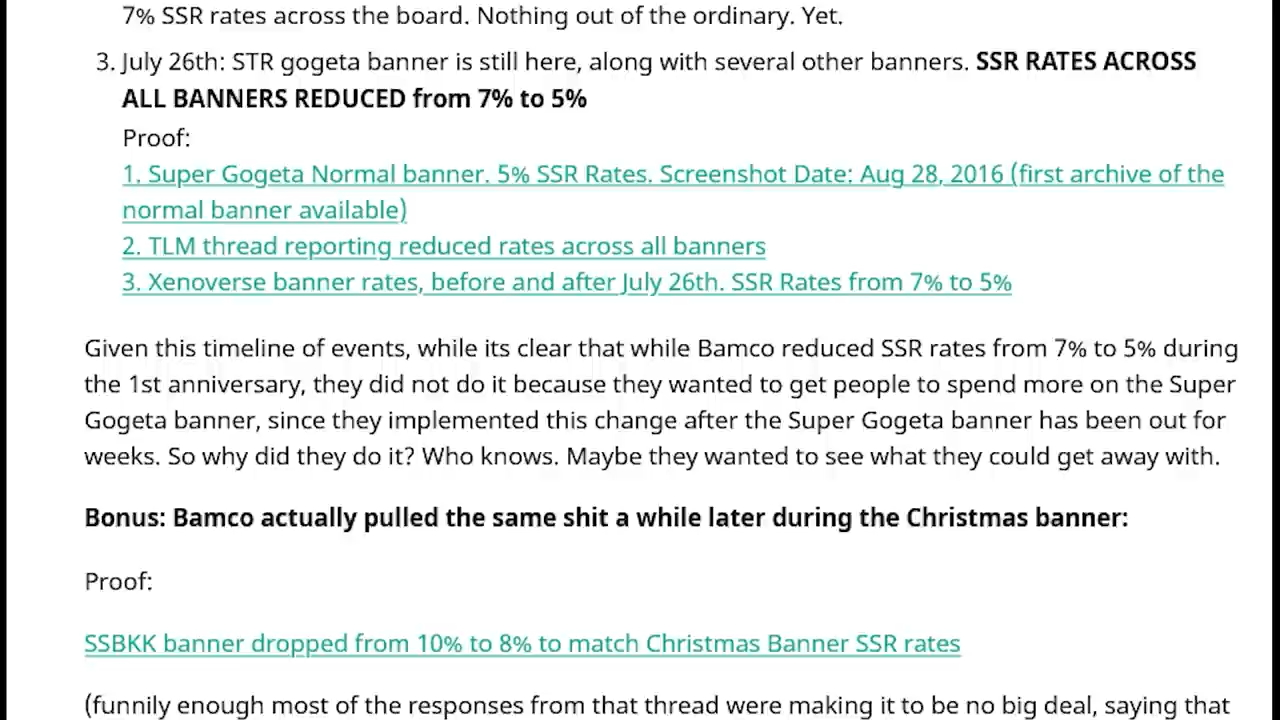 7% SSR rates across the board. Nothing out of the ordinary. Yet.
3. July 26th: STR gogeta banner is still here, along with several other banners. SSR RATES ACROSS
ALL BANNERS REDUCED from 7% to 5%
Proof:
1. Super Gogeta Normal banner. 5% SSR Rates. Screenshot Date: Aug 28, 2016 (first archive of the
normal banner available)
2. TLM thread reporting reduced rates across all banners
3. Xenoverse banner rates, before and after July 26th. SSR Rates from 7% to 5%
Given this timeline of events, while its clear that while Bamco reduced SSR rates from 7% to 5% during
the 1st anniversary, they did not do it because they wanted to get people to spend more on the Super
Gogeta banner, since they implemented this change after the Super Gogeta banner has been out for
weeks. So why did they do it? Who knows. Maybe they wanted to see what they could get away with.
Bonus: Bamco actually pulled the same shit a while later during the Christmas banner:
Proof:
SSBKK banner dropped from 10% to 8% to match Christmas Banner SSR rates
(funnily enough most of the responses from that thread were making it to be no big deal, saying that